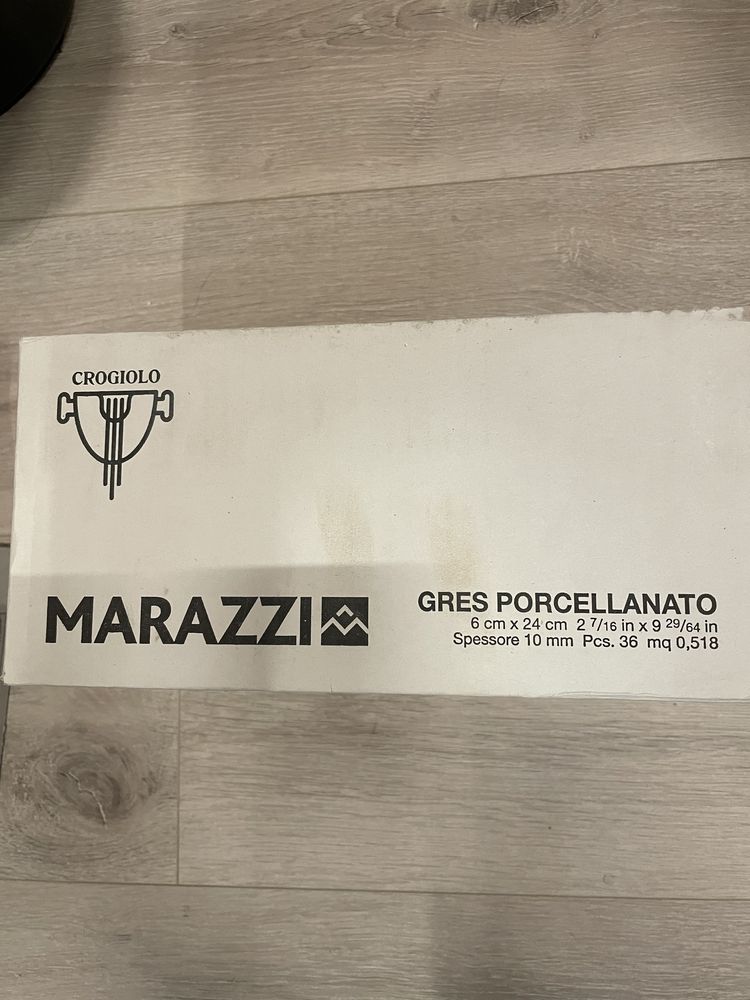 CROGIOLO
MARAZZI
GRES PORCELLANATO
6 cm x 24 cm 2 7/16 in x 9 29/64 in
Spessore 10 mm Pcs. 36 mq 0,518